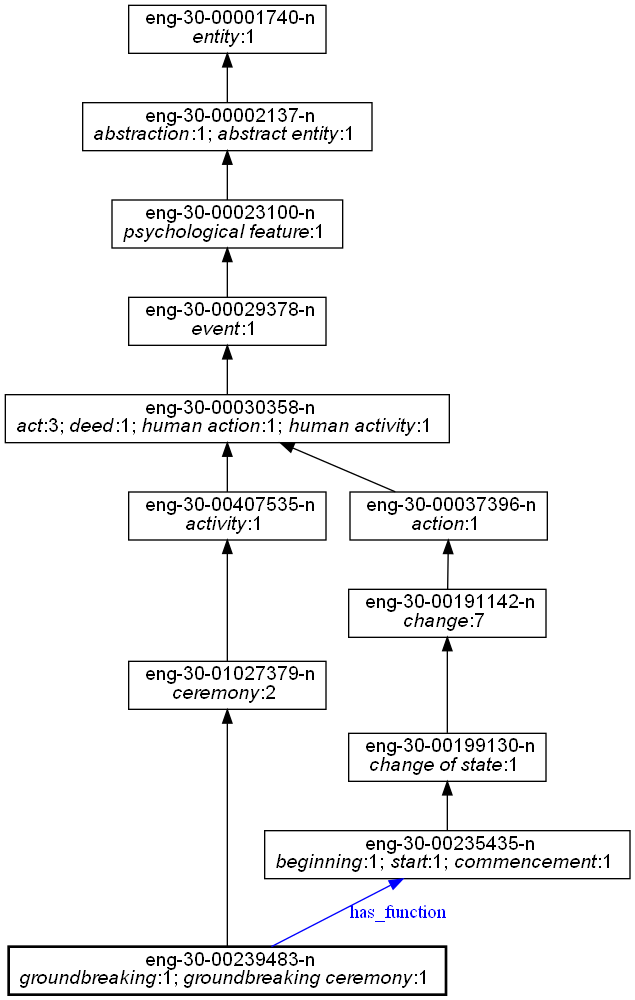 eng-30-00001740-n
entity:1
eng-30-00002137-n
abstraction:1; abstract entity:1
eng-30-00023100-n
psychological feature:1
eng-30-00029378-n
event:1
eng-30-00030358-n
act:3; deed:1; human action:1; human activity:1
eng-30-00407535-n
activity:1
eng-30-00037396-n
action:1
eng-30-00191142-n
change:7
eng-30-01027379-n
ceremony:2
eng-30-00199130-n
change of state:1
eng-30-00235435-n
beginning:1; start:1; commencement:1
has_function
eng-30-00239483-n
groundbreaking:1; groundbreaking ceremony:1